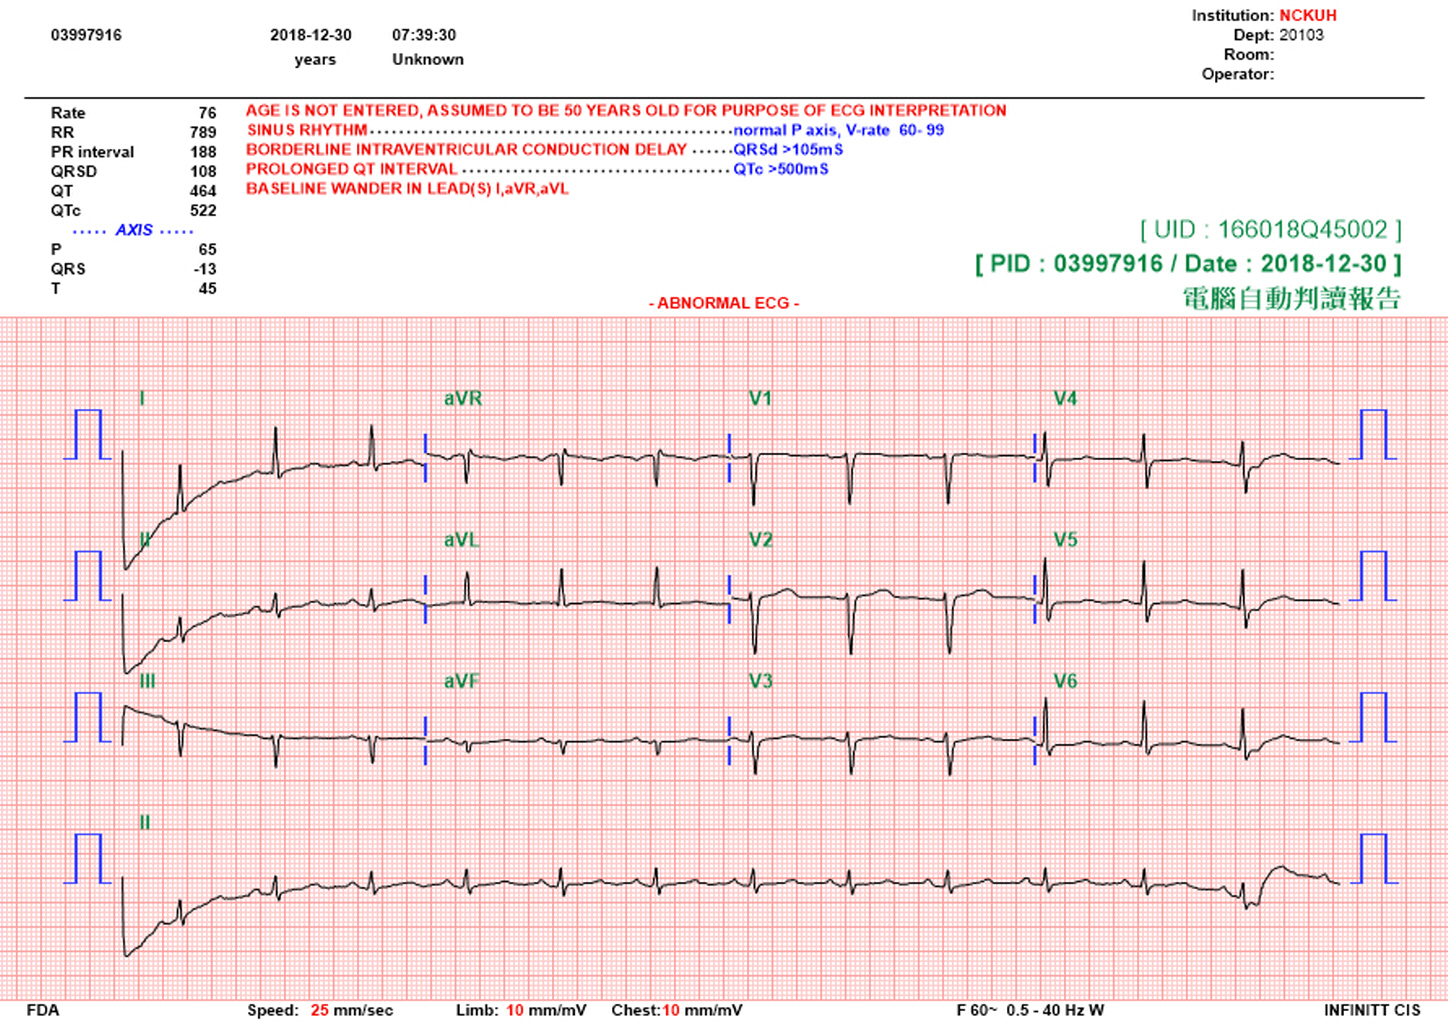 Institution: NCKUH
03997916 2018-12-30 07:39:30 Dept: 20103
years Unknown Room:
Operator:
Rate 76 AGE IS NOT ENTERED, ASSUMED TO BE 50 YEARS OLD FOR PURPOSE OF ECG INTERPRETATION
RR 789 SINUS RHYTHM normal P axis, V-rate 60- 99
PR interval 188 BORDERLINE INTRAVENTRICULAR CONDUCTION DELAY QRSd >105mS
QRSD 108 PROLONGED QT INTERVAL QTc >500mS
QT 464 BASELINE WANDER IN LEAD(S) I,aVR,aVL
QTc 522
AXIS
[ UID : 166018Q45002 ]
P 65
QRS -13
[ PID : 03997916 / Date : 2018-12-30 ]
T 45
電腦自動判讀報告
- ABNORMAL ECG -
I aVR V1 V4
II aVL V2 V5
III aVF V3 V6
II
FDA Speed: 25 mm/sec Limb: 10 mm/mV Chest:10 mm/mV F 60~ 0.5 - 40 Hz W INFINITT CIS